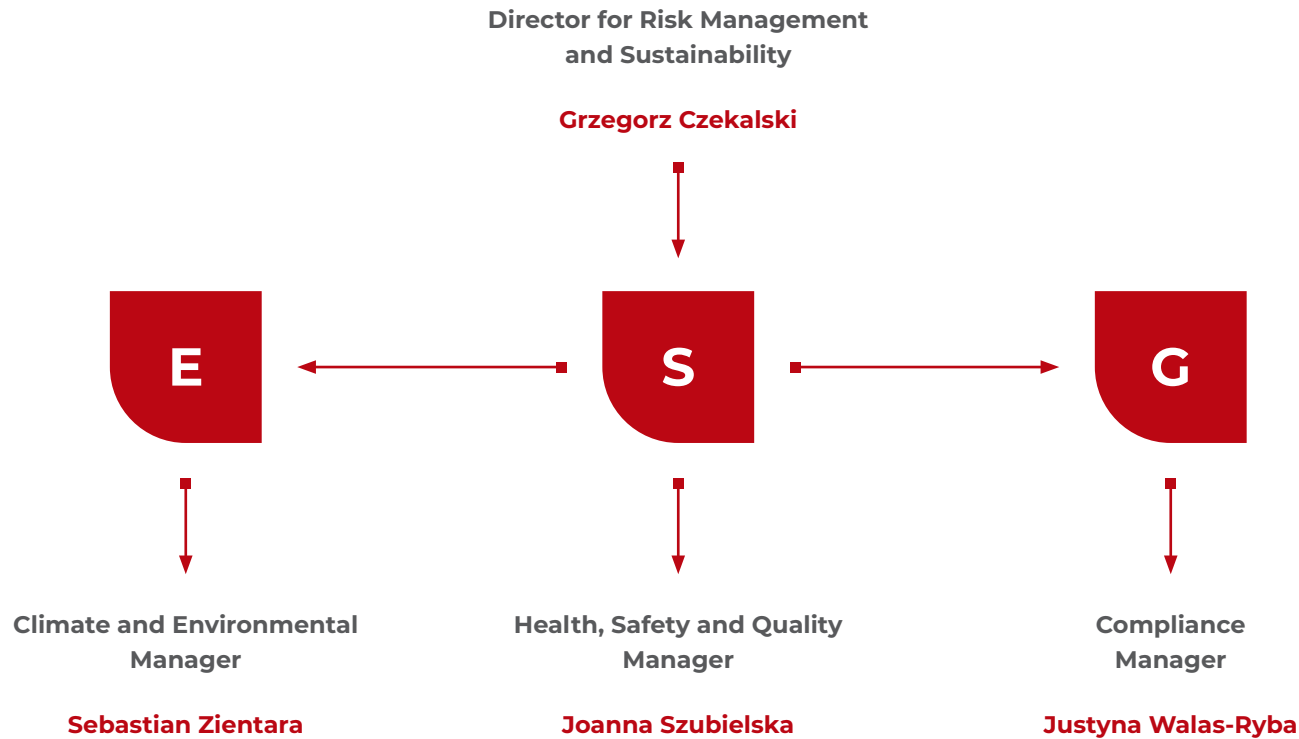 Director for Risk Management
and Sustainability
Grzegorz Czekalski
E
S
G
Climate and Environmental
Manager
Sebastian Zientara
Health, Safety and Quality
Manager
Joanna Szubielska
Compliance
Manager
Justyna Walas-Ryba